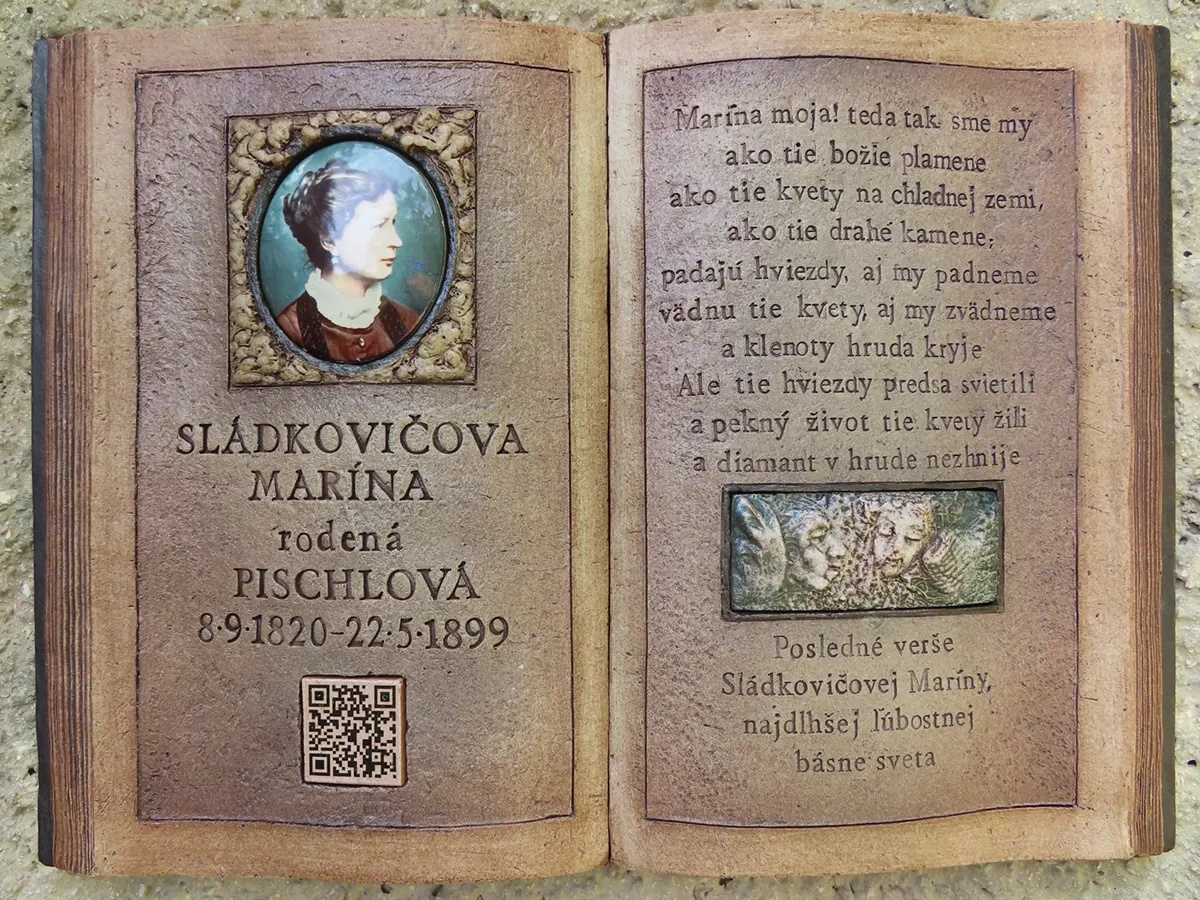 SLÁDKOVIČOVA
MARÍNA
rodená
PISCHLOVÁ
8·9·1820-22·5·1899
Marína moja! teda tak sme my
ako tie božie plamene
ako tie kvety na chladnej zemi,
ako tie drahé kamene;
padajú hviezdy, aj my padneme
vädnu tie kvety, aj my zvädneme
a klenoty hruda kryje
Ale tie hviezdy predsa svietili
a pekný život tie kvety žili
a diamant v hrude nezhnije
Posledné verše
Sládkovičovej Maríny,
najdlhšej ľúbostnej
básne sveta